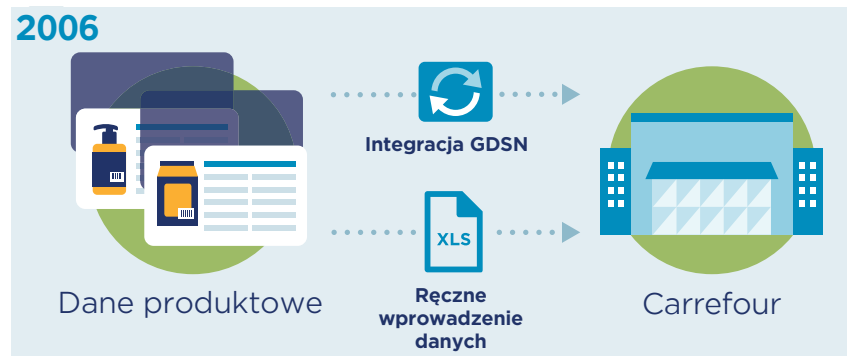 2006
Integracja GDSN
XLS
Ręczne
wprowadzenie
danych
Dane produktowe
Carrefour